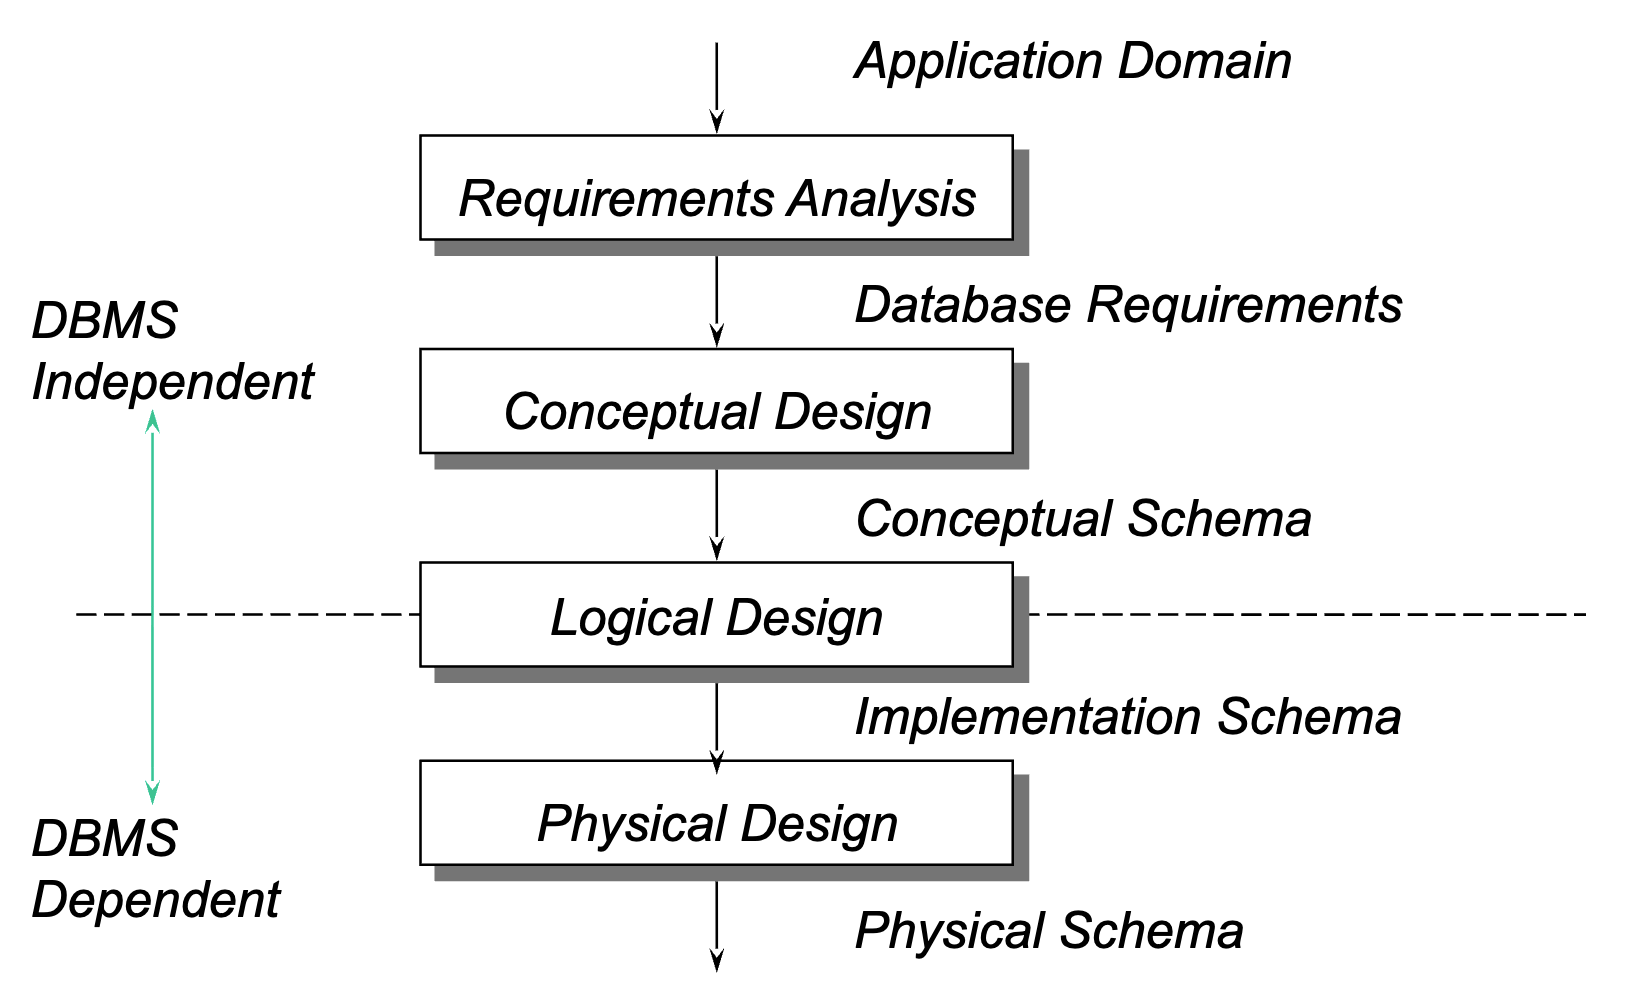 Application Domain
Requirements Analysis
Database Requirements
DBMS
Independent
Conceptual Design
Conceptual Schema
Logical Design
Implementation Schema
Physical Design
DBMS
Dependent
Physical Schema